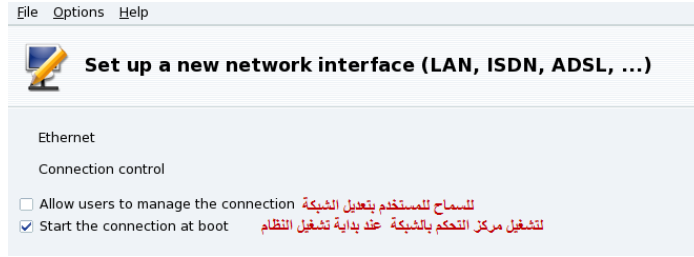 File Options Help
Set up a new network interface (LAN, ISDN, ADSL, ...)
Ethernet
Connection control
Allow users to manage the connection للسماح للمستخدم بتعديل الشبكة
Start the connection at boot لتشغيل مركز التحكم بالشبكة عند بداية تشغيل النظام